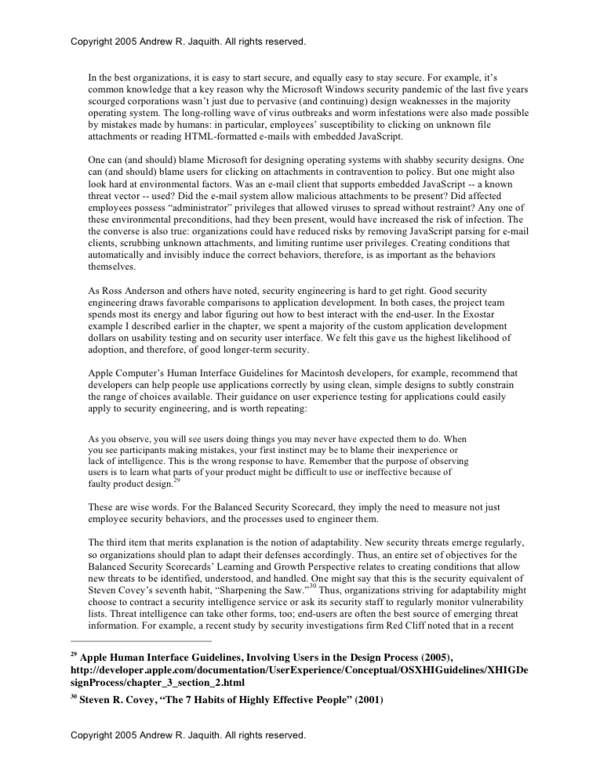 Copyright 2005 Andrew R. Jaquith. All rights reserved.
In the best organizations, it is easy to start secure, and equally easy to stay secure. For example, it's
common knowledge that a key reason why the Microsoft Windows security pandemic of the last five years
scourged corporations wasn't just due to pervasive (and continuing) design weaknesses in the majority
operating system. The long-rolling wave of virus outbreaks and worm infestations were also made possible
by mistakes made by humans: in particular, employees' susceptibility to clicking on unknown file
attachments or reading HTML-formatted e-mails with embedded JavaScript.
One can (and should) blame Microsoft for designing operating systems with shabby security designs. One
can (and should) blame users for clicking on attachments in contravention to policy. But one might also
look hard at environmental factors. Was an e-mail client that supports embedded JavaScript -- a known
threat vector -- used? Did the e-mail system allow malicious attachments to be present? Did affected
employees possess "administrator" privileges that allowed viruses to spread without restraint? Any one of
these environmental preconditions, had they been present, would have increased the risk of infection. The
the converse is also true: organizations could have reduced risks by removing JavaScript parsing for e-mail
clients, scrubbing unknown attachments, and limiting runtime user privileges. Creating conditions that
automatically and invisibly induce the correct behaviors, therefore, is as important as the behaviors
themselves.
As Ross Anderson and others have noted, security engineering is hard to get right. Good security
engineering draws favorable comparisons to application development. In both cases, the project team
spends most its energy and labor figuring out how to best interact with the end-user. In the Exostar
example I described earlier in the chapter, we spent a majority of the custom application development
dollars on usability testing and on security user interface. We felt this gave us the highest likelihood of
adoption, and therefore, of good longer-term security.
Apple Computer's Human Interface Guidelines for Macintosh developers, for example, recommend that
developers can help people use applications correctly by using clean, simple designs to subtly constrain
the range of choices available. Their guidance on user experience testing for applications could easily
apply to security engineering, and is worth repeating:
As you observe, you will see users doing things you may never have expected them to do. When
you see participants making mistakes, your first instinct may be to blame their inexperience or
lack of intelligence. This is the wrong response to have. Remember that the purpose of observing
users is to learn what parts of your product might be difficult to use or ineffective because of
faulty product design.29
These are wise words. For the Balanced Security Scorecard, they imply the need to measure not just
employee security behaviors, and the processes used to engineer them.
The third item that merits explanation is the notion of adaptability. New security threats emerge regularly,
so organizations should plan to adapt their defenses accordingly. Thus, an entire set of objectives for the
Balanced Security Scorecards' Learning and Growth Perspective relates to creating conditions that allow
new threats to be identified, understood, and handled. One might say that this is the security equivalent of
Steven Covey's seventh habit, "Sharpening the Saw."30 Thus, organizations striving for adaptability might
choose to contract a security intelligence service or ask its security staff to regularly monitor vulnerability
lists. Threat intelligence can take other forms, too; end-users are often the best source of emerging threat
information. For example, a recent study by security investigations firm Red Cliff noted that in a recent
29 Apple Human Interface Guidelines, Involving Users in the Design Process (2005),
http://developer.apple.com/documentation/UserExperience/Conceptual/OSXHIGuidelines/XHIGDe
signProcess/chapter_3_section_2.html
30 Steven R. Covey, "The 7 Habits of Highly Effective People" (2001)
Copyright 2005 Andrew R. Jaquith. All rights reserved.